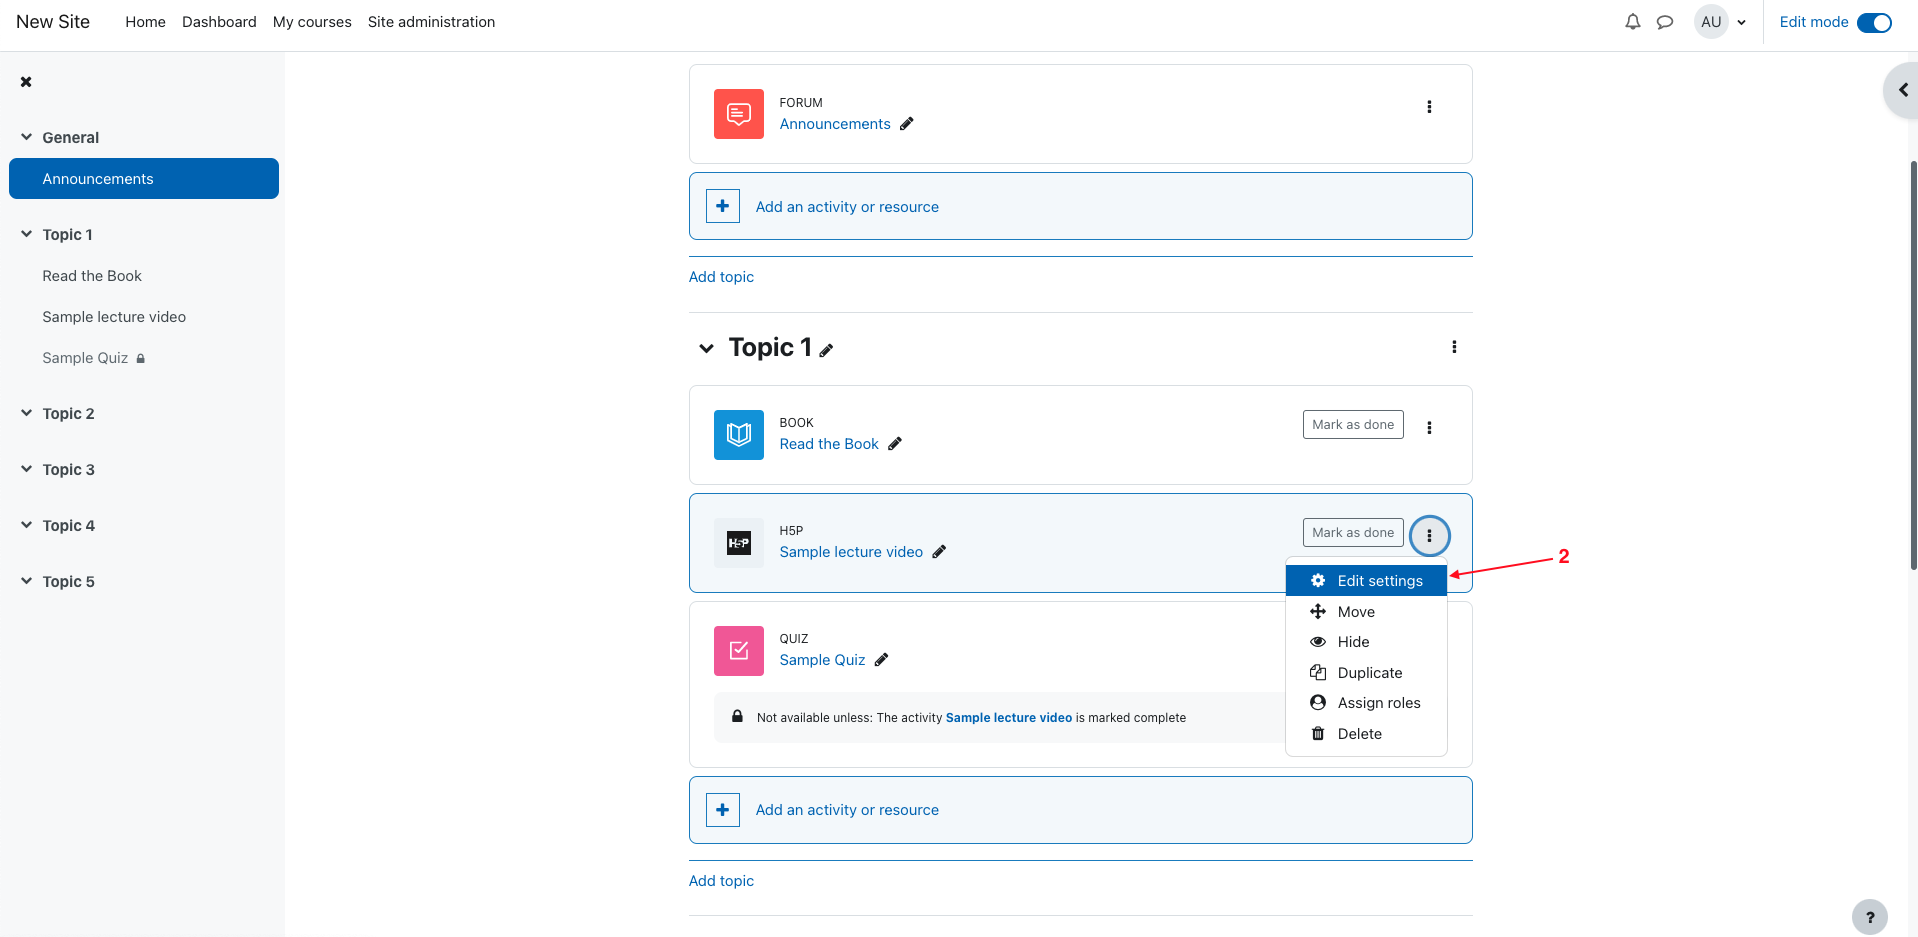 New Site Home Dashboard My courses Site administration AU Edit mode
General
Announcements
Topic 1
Read the Book
Sample lecture video
Sample Quiz
Topic 2
Topic 3
Topic 4
Topic 5
FORUM
Announcements
Add an activity or resource
Add topic
Topic 1
BOOK
Read the Book
Mark as done
H5P
H5P
Sample lecture video
Mark as done
Edit settings
Move
Hide
Duplicate
Assign roles
Delete
2
QUIZ
Sample Quiz
Not available unless: The activity Sample lecture video is marked complete
Add an activity or resource
Add topic
?